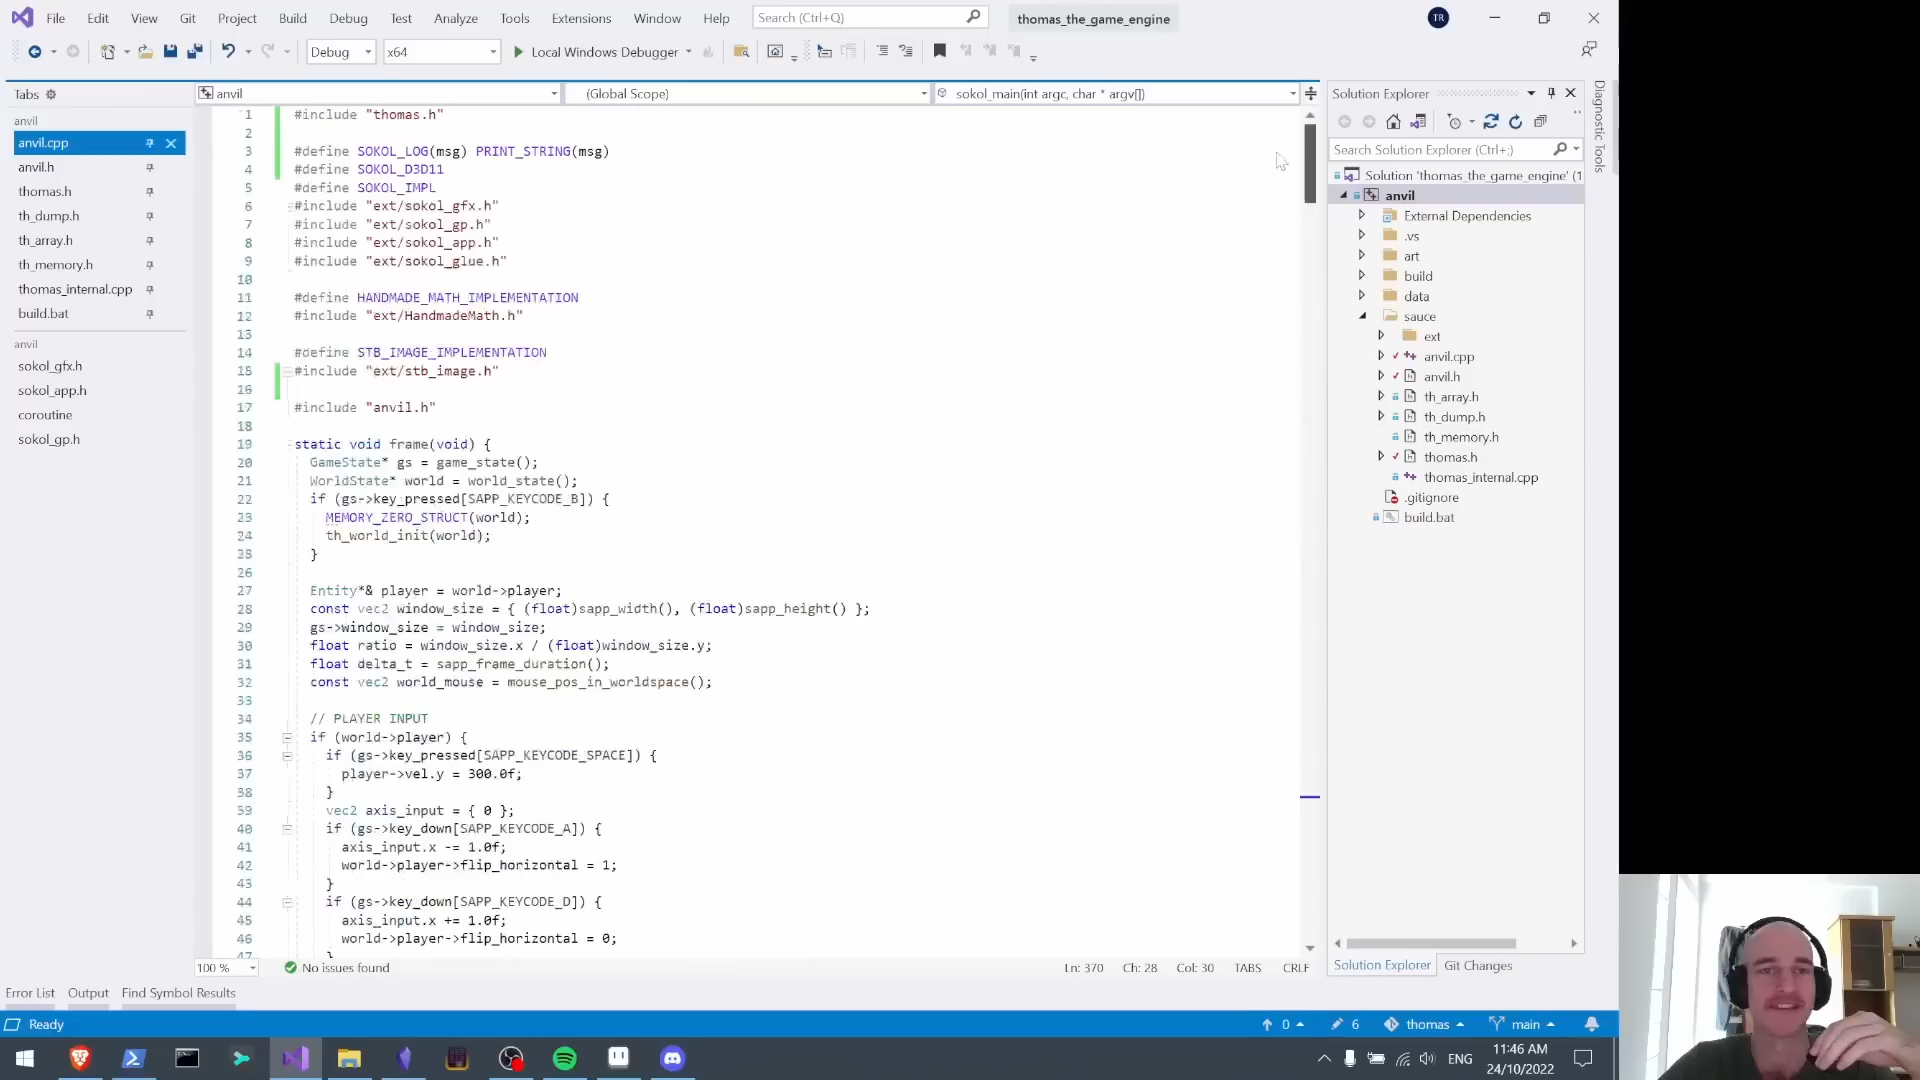 File Edit View Git Project Build Debug Test Analyze Tools Extensions Window Help Search (Ctrl+Q) thomas_the_game_engine TR
Debug x64 Local Windows Debugger
Tabs
anvil
anvil.cpp
anvil.h
thomas.h
th_dump.h
th_array.h
th_memory.h
thomas_internal.cpp
build.bat
anvil
sokol_gfx.h
sokol_app.h
coroutine
sokol_gp.h
anvil (Global Scope) sokol_main(int argc, char * argv[])
1 #include "thomas.h"
2
3 #define SOKOL_LOG(msg) PRINT_STRING(msg)
4 #define SOKOL_D3D11
5 #define SOKOL_IMPL
6 #include "ext/sokol_gfx.h"
7 #include "ext/sokol_gp.h"
8 #include "ext/sokol_app.h"
9 #include "ext/sokol_glue.h"
10
11 #define HANDMADE_MATH_IMPLEMENTATION
12 #include "ext/HandmadeMath.h"
13
14 #define STB_IMAGE_IMPLEMENTATION
15 #include "ext/stb_image.h"
16
17 #include "anvil.h"
18
19 static void frame(void) {
20 GameState* gs = game_state();
21 WorldState* world = world_state();
22 if (gs->key_pressed[SAPP_KEYCODE_B]) {
23 MEMORY_ZERO_STRUCT(world);
24 th_world_init(world);
25 }
26
27 Entity*& player = world->player;
28 const vec2 window_size = { (float)sapp_width(), (float)sapp_height() };
29 gs->window_size = window_size;
30 float ratio = window_size.x / (float)window_size.y;
31 float delta_t = sapp_frame_duration();
32 const vec2 world_mouse = mouse_pos_in_worldspace();
33
34 // PLAYER INPUT
35 if (world->player) {
36 if (gs->key_pressed[SAPP_KEYCODE_SPACE]) {
37 player->vel.y = 300.0f;
38 }
39 vec2 axis_input = { 0 };
40 if (gs->key_down[SAPP_KEYCODE_A]) {
41 axis_input.x -= 1.0f;
42 world->player->flip_horizontal = 1;
43 }
44 if (gs->key_down[SAPP_KEYCODE_D]) {
45 axis_input.x += 1.0f;
46 world->player->flip_horizontal = 0;
47 }
100 % No issues found Ln: 370 Ch: 28 Col: 30 TABS CRLF
Solution Explorer
Search Solution Explorer (Ctrl+;)
Solution 'thomas_the_game_engine' (1
anvil
External Dependencies
.vs
art
build
data
sauce
ext
anvil.cpp
anvil.h
th_array.h
th_dump.h
th_memory.h
thomas.h
thomas_internal.cpp
.gitignore
build.bat
Solution Explorer Git Changes
Diagnostic Tools
Error List Output Find Symbol Results
Ready 0 6 thomas main
ENG 11:46 AM
24/10/2022